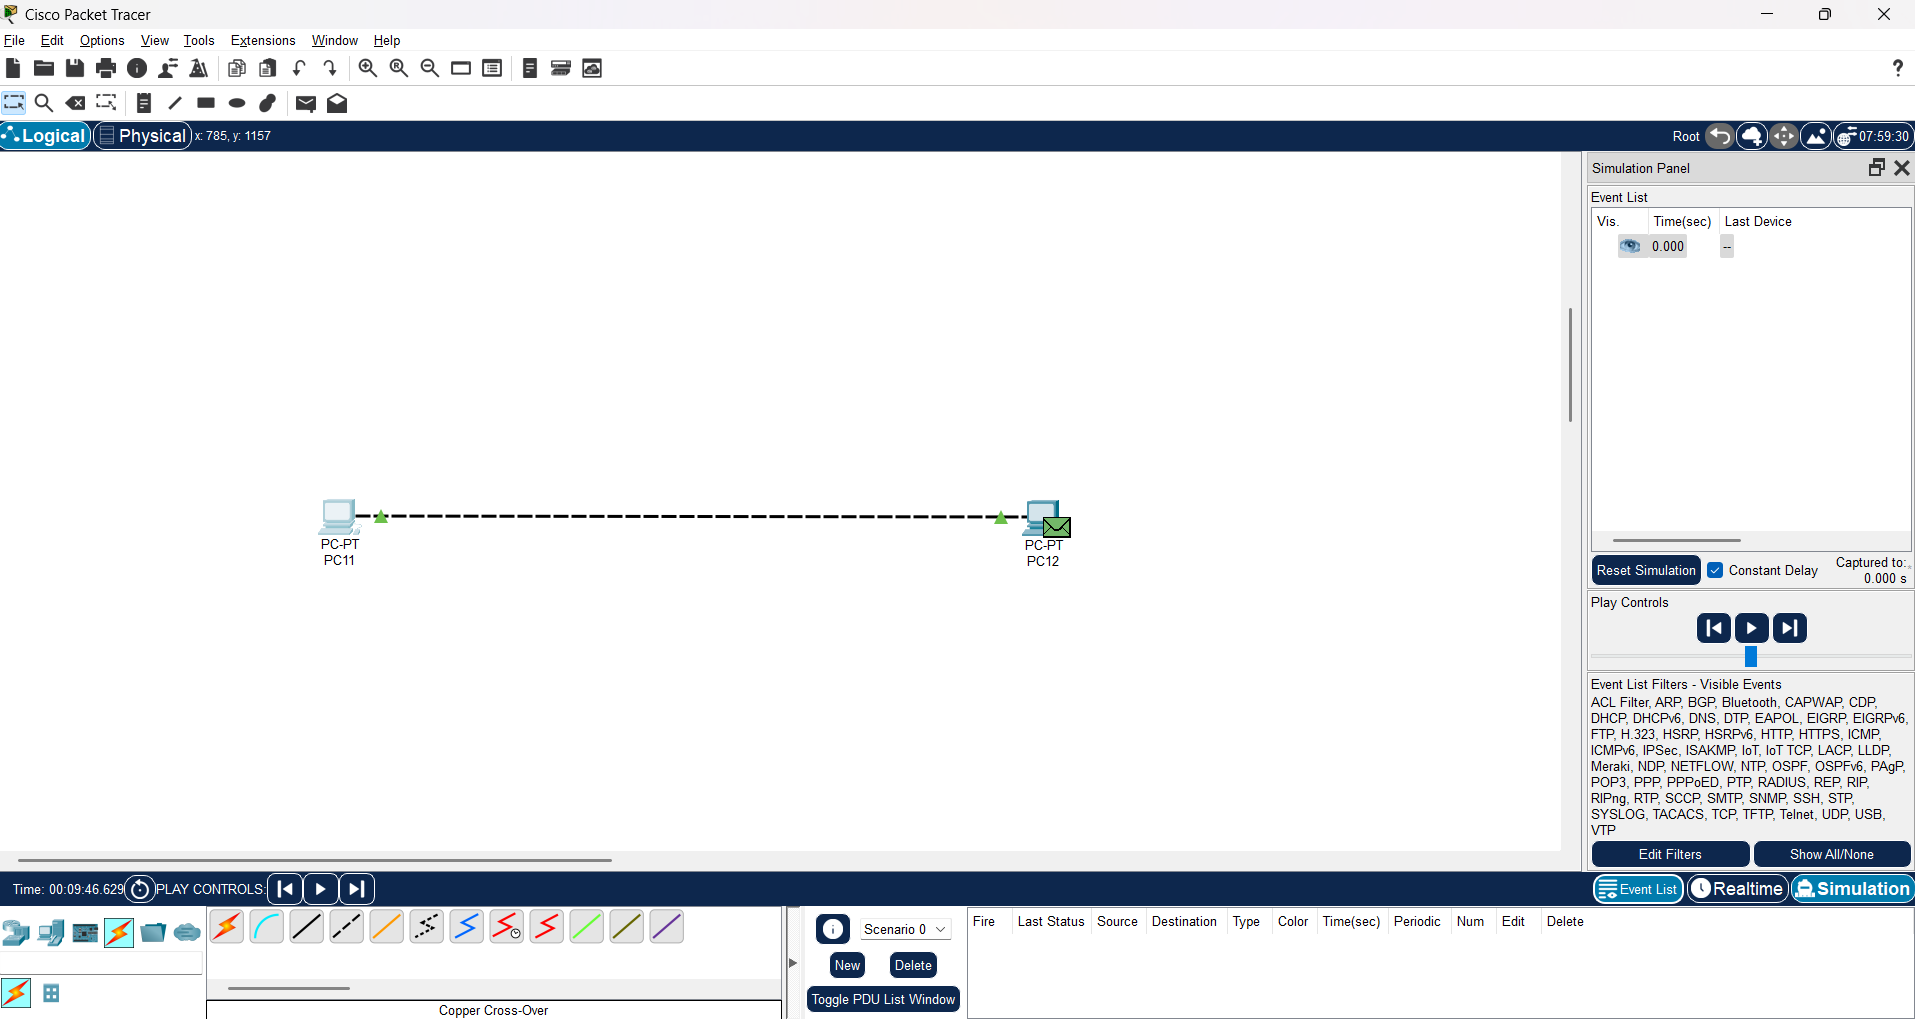 Cisco Packet Tracer
File Edit Options View Tools Extensions Window Help
?
Logical Physical x: 785, y: 1157 Root 07:59:30
Simulation Panel
Event List
Vis. Time(sec) Last Device
0.000 --
PC-PT
PC11
PC-PT
PC12
Reset Simulation Constant Delay Captured to:
0.000 s
Play Controls
Event List Filters - Visible Events
ACL Filter, ARP, BGP, Bluetooth, CAPWAP, CDP,
DHCP, DHCPv6, DNS, DTP, EAPOL, EIGRP, EIGRPv6,
FTP, H.323, HSRP, HSRPv6, HTTP, HTTPS, ICMP,
ICMPv6, IPSec, ISAKMP, IoT, IoT TCP, LACP, LLDP,
Meraki, NDP, NETFLOW, NTP, OSPF, OSPFv6, PAgP,
POP3, PPP, PPPoED, PTP, RADIUS, REP, RIP,
RIPng, RTP, SCCP, SMTP, SNMP, SSH, STP,
SYSLOG, TACACS, TCP, TFTP, Telnet, UDP, USB,
VTP
Edit Filters Show All/None
Time: 00:09:46.629 PLAY CONTROLS: Event List Realtime Simulation
Scenario 0 Fire Last Status Source Destination Type Color Time(sec) Periodic Num Edit Delete
New Delete
Toggle PDU List Window
Copper Cross-Over